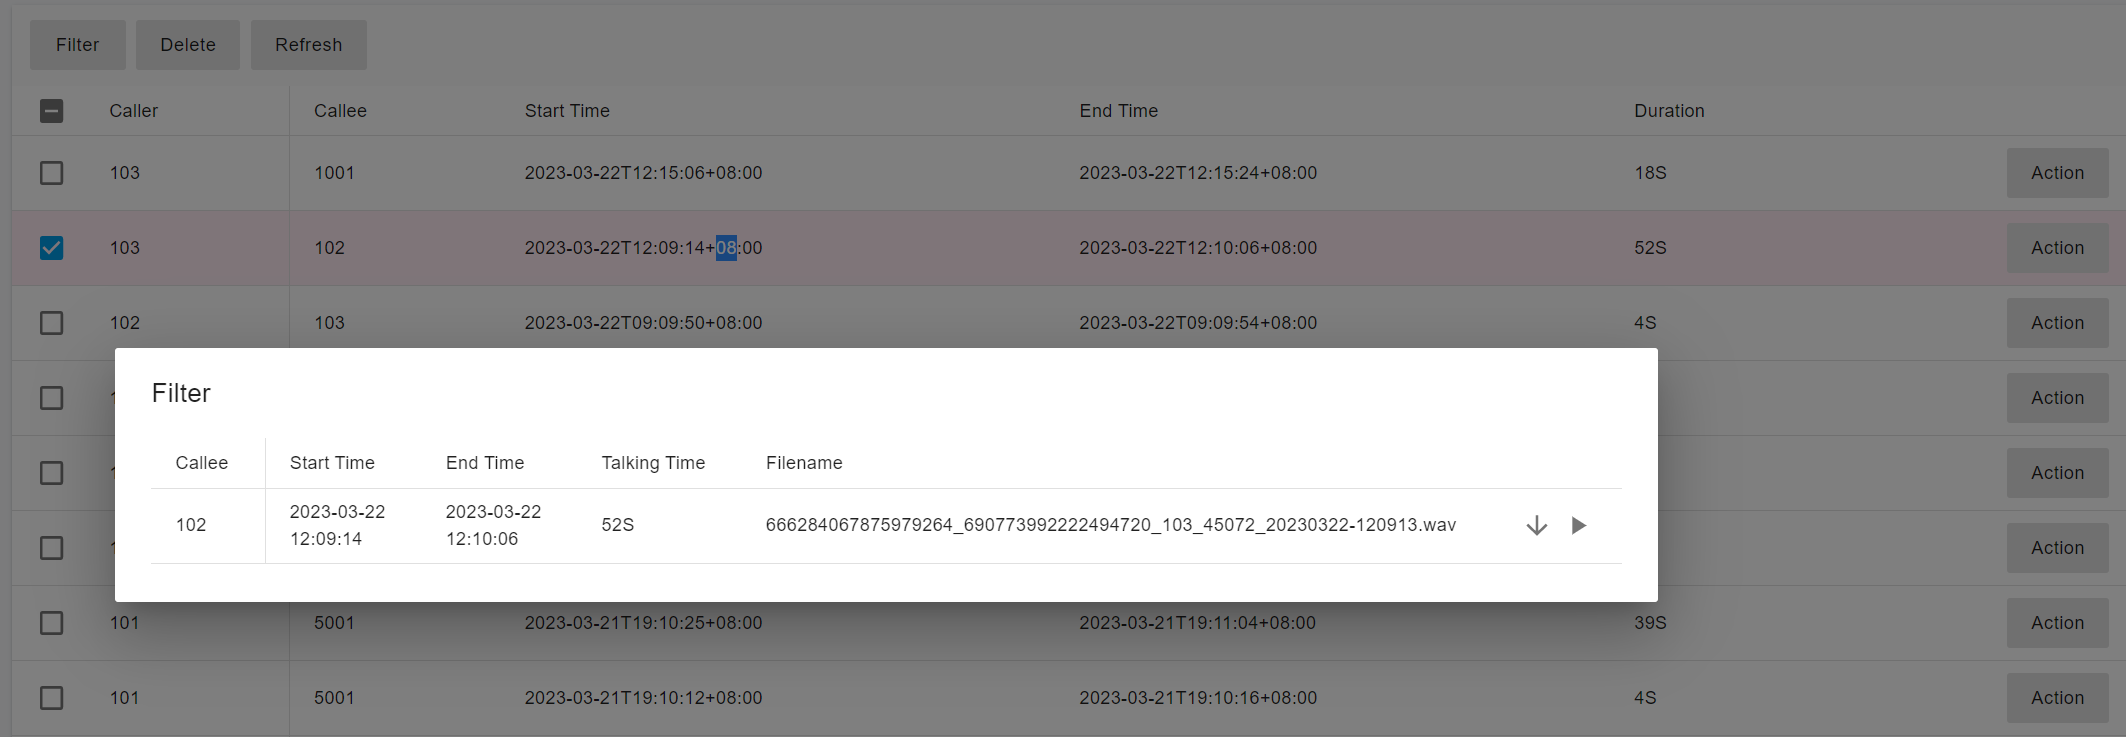 Filter Delete Refresh
Caller Callee Start Time End Time Duration
103 1001 2023-03-22T12:15:06+08:00 2023-03-22T12:15:24+08:00 18S Action
103 102 2023-03-22T12:09:14+08:00 2023-03-22T12:10:06+08:00 52S Action
102 103 2023-03-22T09:09:50+08:00 2023-03-22T09:09:54+08:00 4S Action
Action
Action
Action
Filter
Callee Start Time End Time Talking Time Filename
102 2023-03-22 12:09:14 2023-03-22 12:10:06 52S 666284067875979264_690773992222494720_103_45072_20230322-120913.wav
101 5001 2023-03-21T19:10:25+08:00 2023-03-21T19:11:04+08:00 39S Action
101 5001 2023-03-21T19:10:12+08:00 2023-03-21T19:10:16+08:00 4S Action